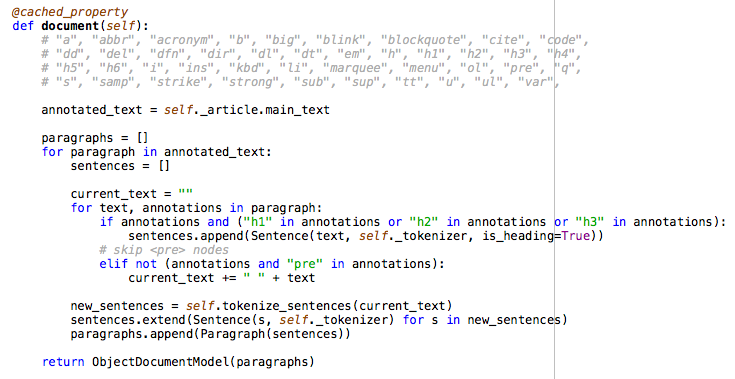 @cached_property
def document(self):
    # "a", "abbr", "acronym", "b", "big", "blink", "blockquote", "cite", "code",
    # "dd", "del", "dfn", "dir", "dl", "dt", "em", "h", "h1", "h2", "h3", "h4",
    # "h5", "h6", "i", "ins", "kbd", "li", "marquee", "menu", "ol", "pre", "q",
    # "s", "samp", "strike", "strong", "sub", "sup", "tt", "u", "ul", "var",

    annotated_text = self._article.main_text

    paragraphs = []
    for paragraph in annotated_text:
        sentences = []

        current_text = ""
        for text, annotations in paragraph:
            if annotations and ("h1" in annotations or "h2" in annotations or "h3" in annotations):
                sentences.append(Sentence(text, self._tokenizer, is_heading=True))
            # skip <pre> nodes
            elif not (annotations and "pre" in annotations):
                current_text += " " + text

        new_sentences = self.tokenize_sentences(current_text)
        sentences.extend(Sentence(s, self._tokenizer) for s in new_sentences)
        paragraphs.append(Paragraph(sentences))

    return ObjectDocumentModel(paragraphs)